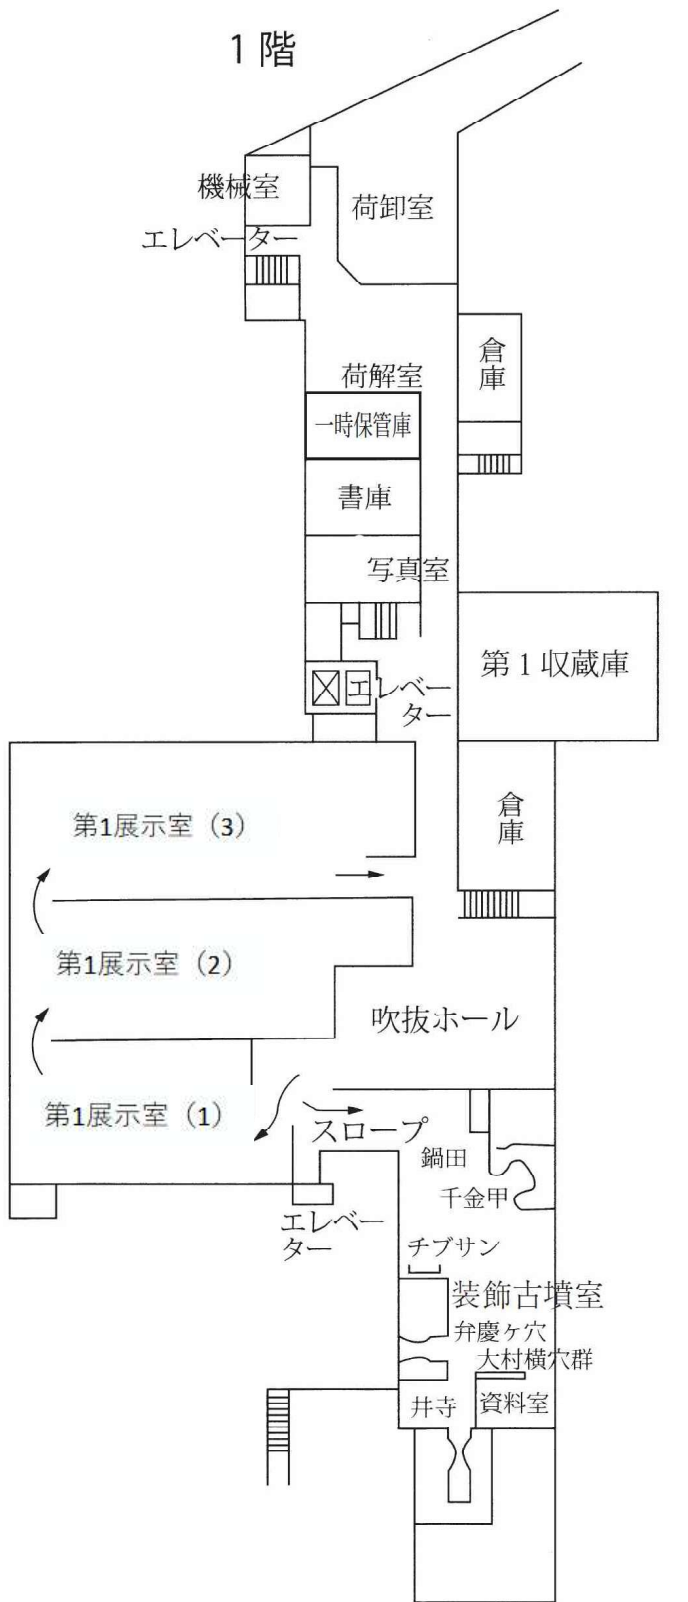 1階
機械室
荷卸室
エレベーター
倉
庫
荷解室
一時保管庫
書庫
写真室
第1収蔵庫
エレベー
ター
倉
庫
第1展示室（3）
第1展示室（2）
吹抜ホール
第1展示室（1）
スロープ
鍋田
千金甲
エレベー
ター
チブサン
装飾古墳室
弁慶ヶ穴
大村横穴群
井寺
資料室